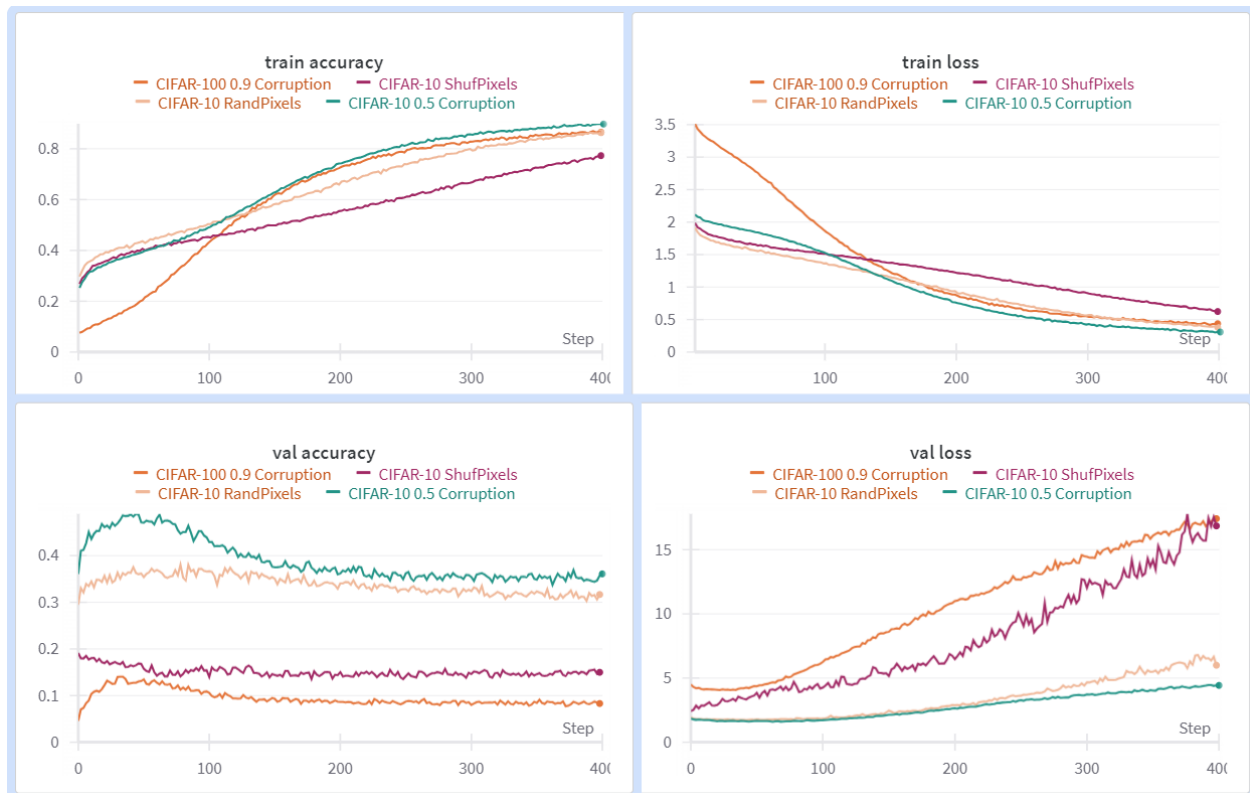 train accuracy
CIFAR-100 0.9 Corruption CIFAR-10 ShufPixels
CIFAR-10 RandPixels CIFAR-10 0.5 Corruption
0.8
0.6
0.4
0.2
0
Step
0 100 200 300 400
train loss
CIFAR-100 0.9 Corruption CIFAR-10 ShufPixels
CIFAR-10 RandPixels CIFAR-10 0.5 Corruption
3.5
3
2.5
2
1.5
1
0.5
0
Step
100 200 300 400
val accuracy
CIFAR-100 0.9 Corruption CIFAR-10 ShufPixels
CIFAR-10 RandPixels CIFAR-10 0.5 Corruption
0.4
0.3
0.2
0.1
0
Step
0 100 200 300 400
val loss
CIFAR-100 0.9 Corruption CIFAR-10 ShufPixels
CIFAR-10 RandPixels CIFAR-10 0.5 Corruption
15
10
5
0
Step
0 100 200 300 400